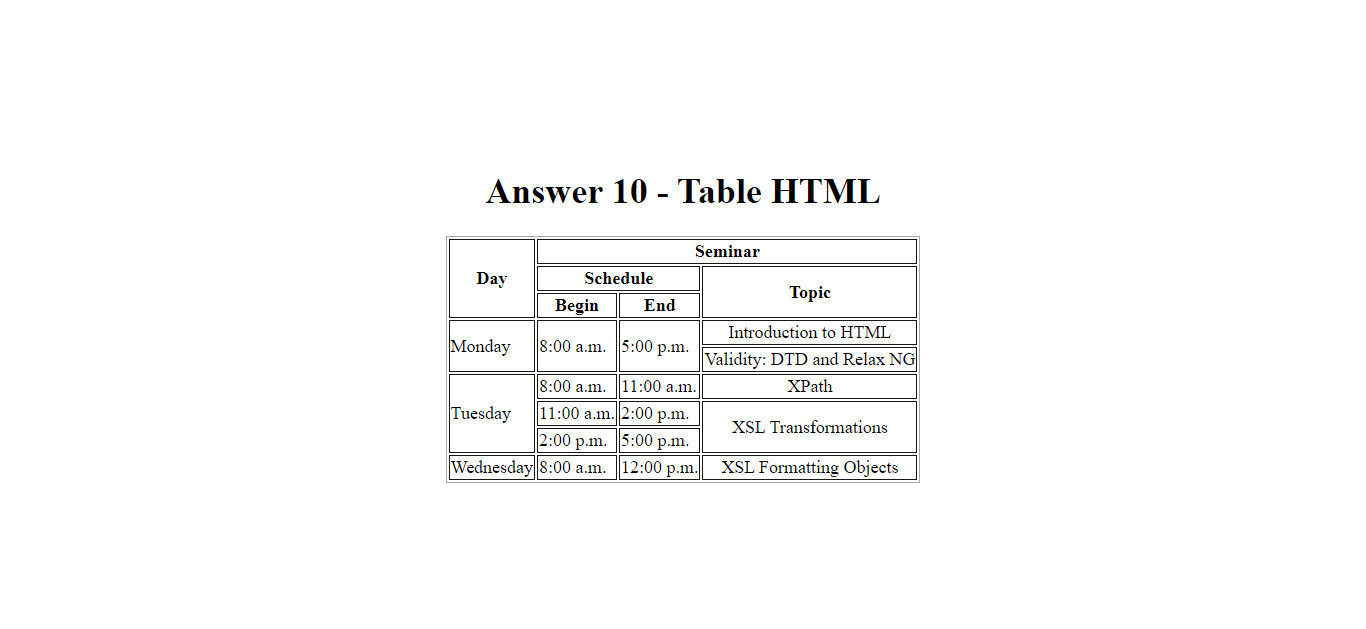 Answer 10 - Table HTML
Day
Seminar
Schedule
Topic
Begin
End
Monday
8:00 a.m.
5:00 p.m.
Introduction to HTML
Validity: DTD and Relax NG
Tuesday
8:00 a.m.
11:00 a.m.
XPath
11:00 a.m.
2:00 p.m.
XSL Transformations
2:00 p.m.
5:00 p.m.
Wednesday
8:00 a.m.
12:00 p.m.
XSL Formatting Objects